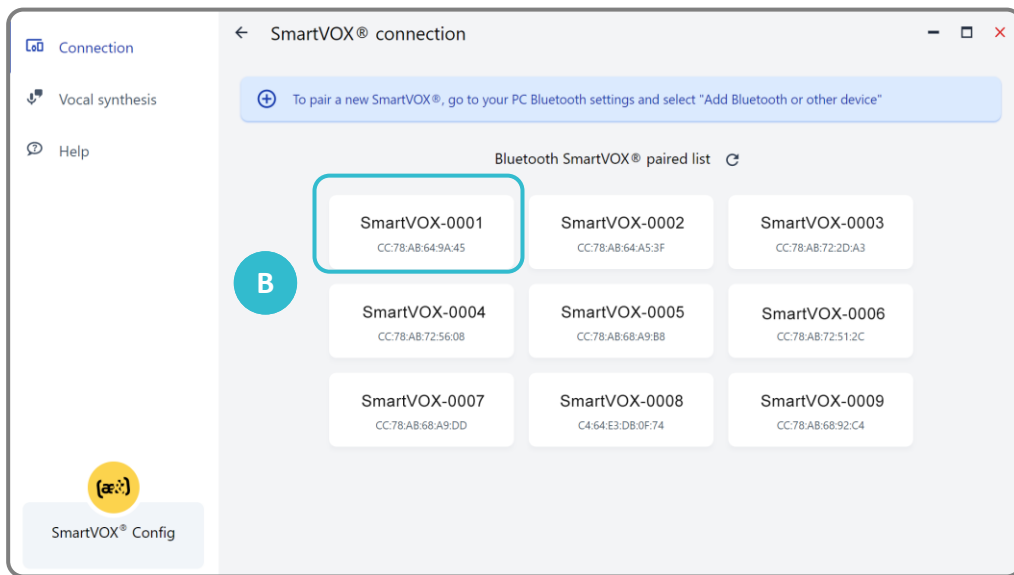 Connection
Vocal synthesis
Help
SmartVOX® Config
SmartVOX® connection
To pair a new SmartVOX®, go to your PC Bluetooth settings and select "Add Bluetooth or other device"
Bluetooth SmartVOX® paired list
B
SmartVOX-0001
CC:78:AB:64:9A:45
SmartVOX-0002
CC:78:AB:64:A5:3F
SmartVOX-0003
CC:78:AB:72:2D:A3
SmartVOX-0004
CC:78:AB:72:56:08
SmartVOX-0005
CC:78:AB:68:A9:B8
SmartVOX-0006
CC:78:AB:72:51:2C
SmartVOX-0007
CC:78:AB:68:A9:DD
SmartVOX-0008
C4:64:E3:DB:0F:74
SmartVOX-0009
CC:78:AB:68:92:C4